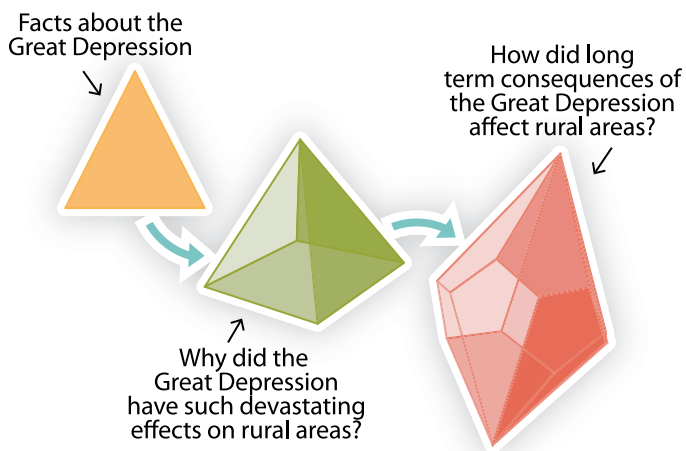 Facts about the
Great Depression
How did long
term consequences of
the Great Depression
affect rural areas?
Why did the
Great Depression
have such devastating
effects on rural areas?